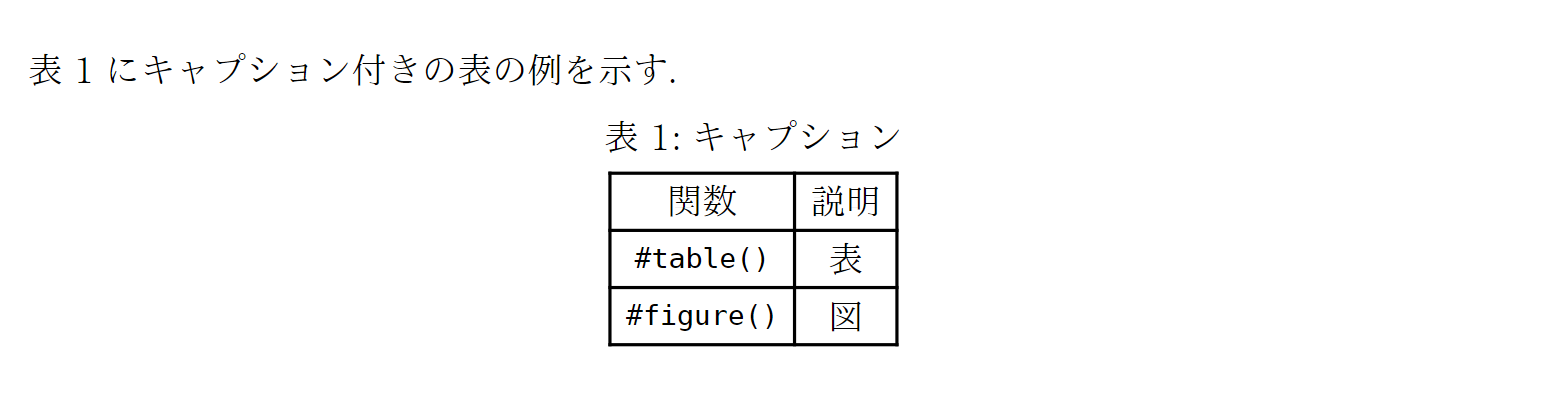 表 1 にキャプション付きの表の例を示す.
表 1: キャプション
関数 説明
#table() 表
#figure() 図